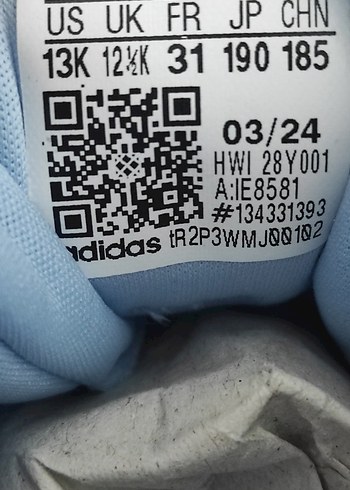 US UK FR JP CHN
13K 12½K 31 190 185
03/24
HWI 28Y001
A:IE8581
#134331393
adidas tR2P3WMJ00102